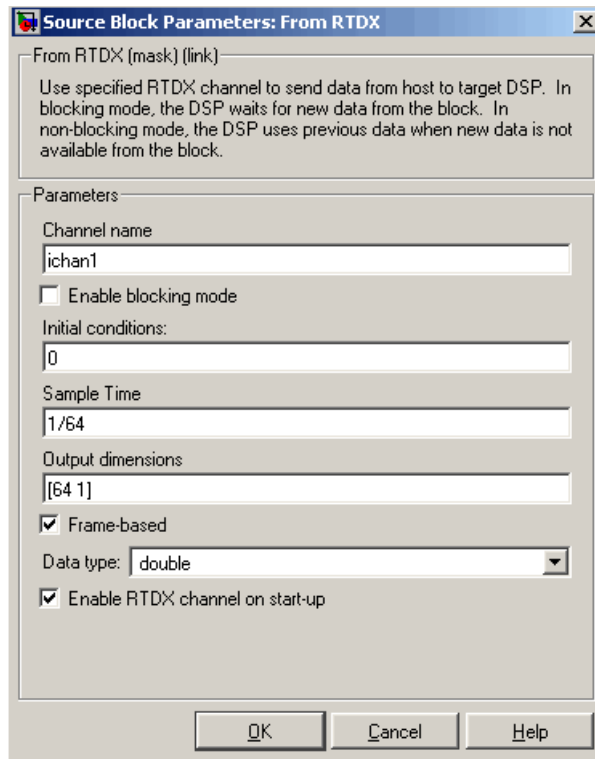 Source Block Parameters: From RTDX
From RTDX (mask) (link)
Use specified RTDX channel to send data from host to target DSP. In
blocking mode, the DSP waits for new data from the block. In
non-blocking mode, the DSP uses previous data when new data is not
available from the block.
Parameters
Channel name
ichan1
Enable blocking mode
Initial conditions:
0
Sample Time
1/64
Output dimensions
[64 1]
Frame-based
Data type: double
Enable RTDX channel on start-up
OK Cancel Help